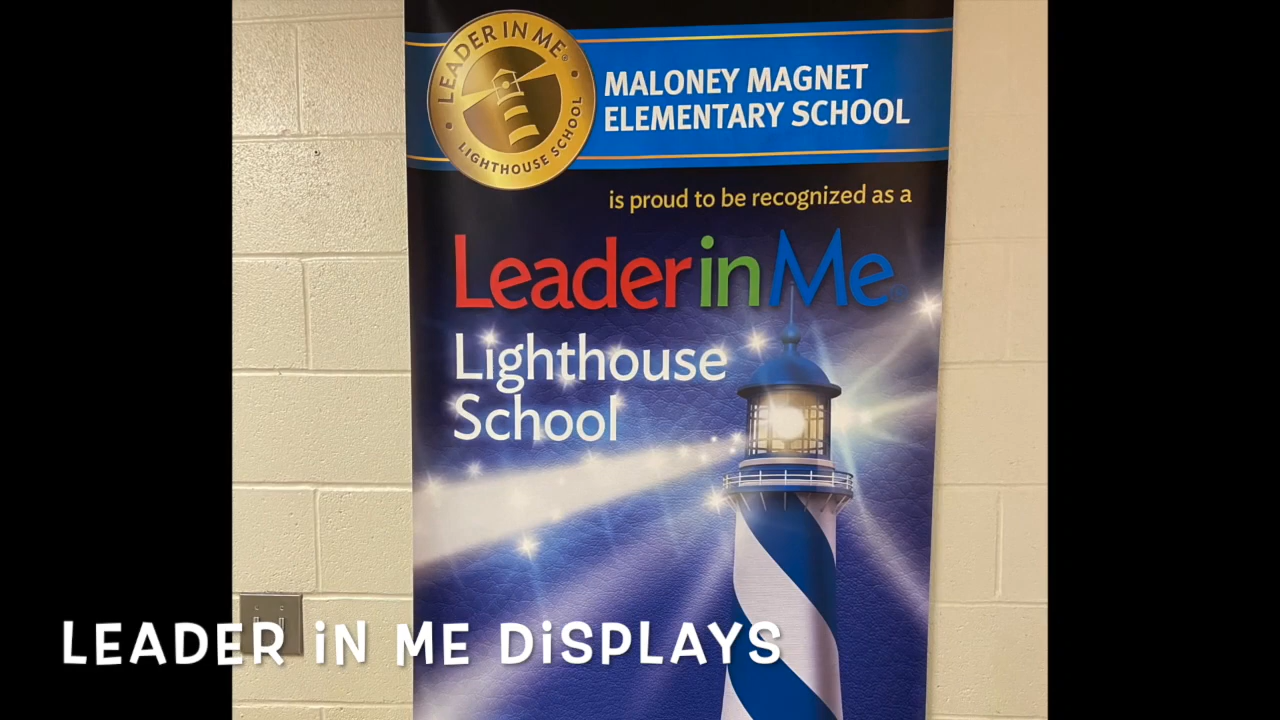 LEADER IN ME®
LIGHTHOUSE SCHOOL
MALONEY MAGNET
ELEMENTARY SCHOOL
is proud to be recognized as a
Leader in Me®
Lighthouse
School
LEADER iN ME DiSPLAYS